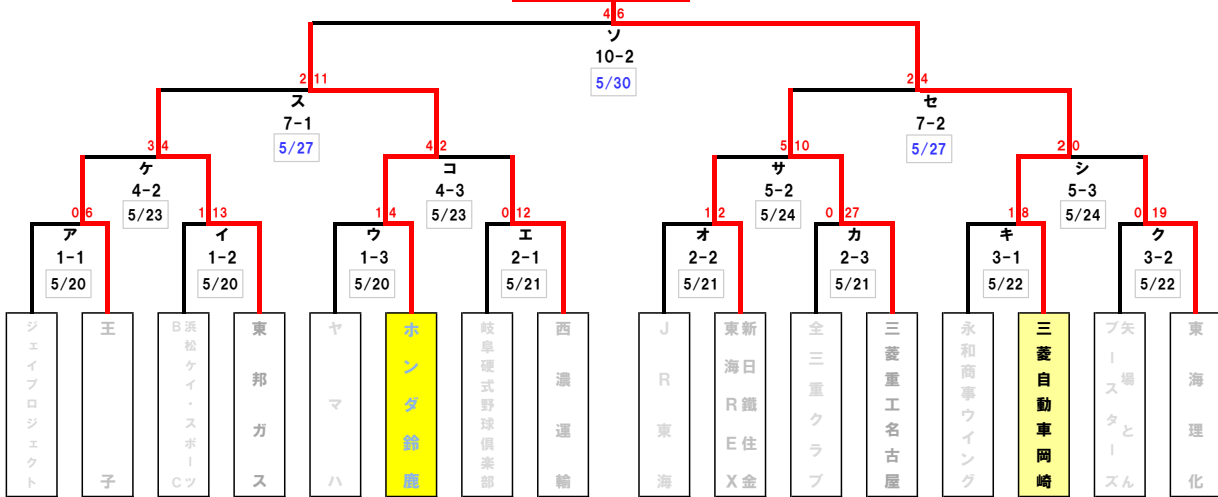 4 6
ソ
10-2
5/30
2 11
ス
7-1
5/27
2 4
セ
7-2
5/27
3 4
ケ
4-2
5/23
4 2
コ
4-3
5/23
5 10
サ
5-2
5/24
2 0
シ
5-3
5/24
0 6
ア
1-1
5/20
1 13
イ
1-2
5/20
1 4
ウ
1-3
5/20
0 12
エ
2-1
5/21
1 2
オ
2-2
5/21
0 27
カ
2-3
5/21
1 8
キ
3-1
5/22
0 19
ク
3-2
5/22
ジェイプロジェクト
王子
浜松ケイ・スポーツ
BC
東邦ガス
ヤマハ
ホンダ鈴鹿
岐阜硬式野球倶楽部
西濃運輸
JR東海
新日鐵住金
東海REX
全三重クラブ
三菱重工名古屋
永和商事ウイング
三菱自動車岡崎
矢場とん
ブースターズ
東海理化